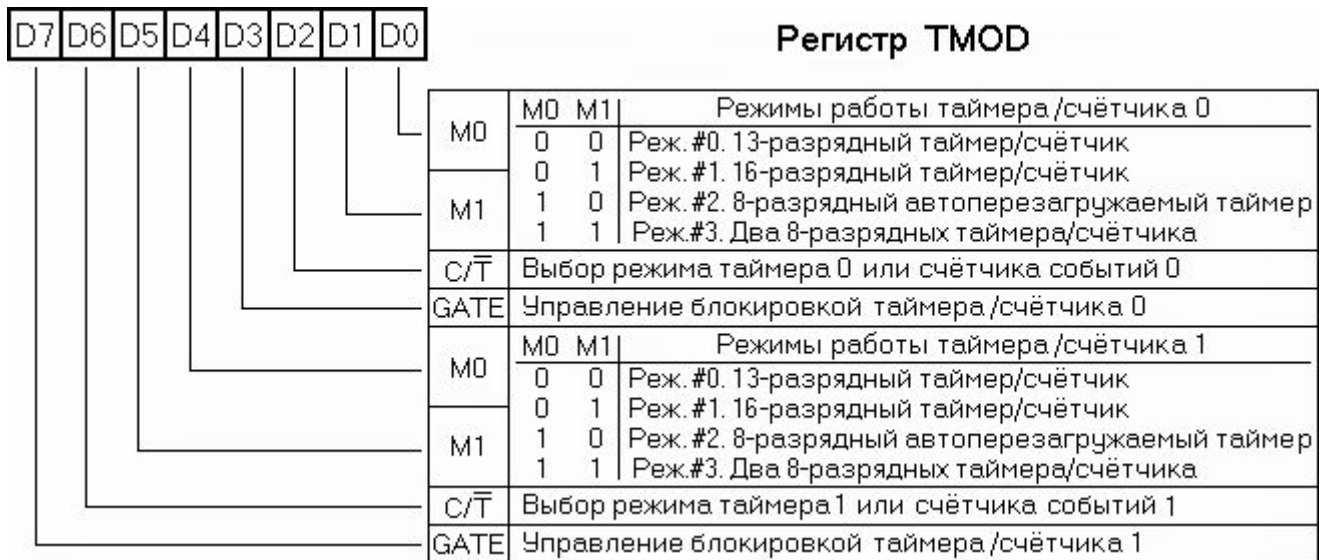 D7 D6 D5 D4 D3 D2 D1 D0
Регистр TMOD
M0
M1
M0 M1 Режимы работы таймера/счётчика 0
0 0 Реж.#0. 13-разрядный таймер/счётчик
0 1 Реж.#1. 16-разрядный таймер/счётчик
1 0 Реж.#2. 8-разрядный автоперезагружаемый таймер
1 1 Реж.#3. Два 8-разрядных таймера/счётчика
C/T̅ Выбор режима таймера 0 или счётчика событий 0
GATE Управление блокировкой таймера/счётчика 0
M0
M1
M0 M1 Режимы работы таймера/счётчика 1
0 0 Реж.#0. 13-разрядный таймер/счётчик
0 1 Реж.#1. 16-разрядный таймер/счётчик
1 0 Реж.#2. 8-разрядный автоперезагружаемый таймер
1 1 Реж.#3. Два 8-разрядных таймера/счётчика
C/T̅ Выбор режима таймера 1 или счётчика событий 1
GATE Управление блокировкой таймера/счётчика 1